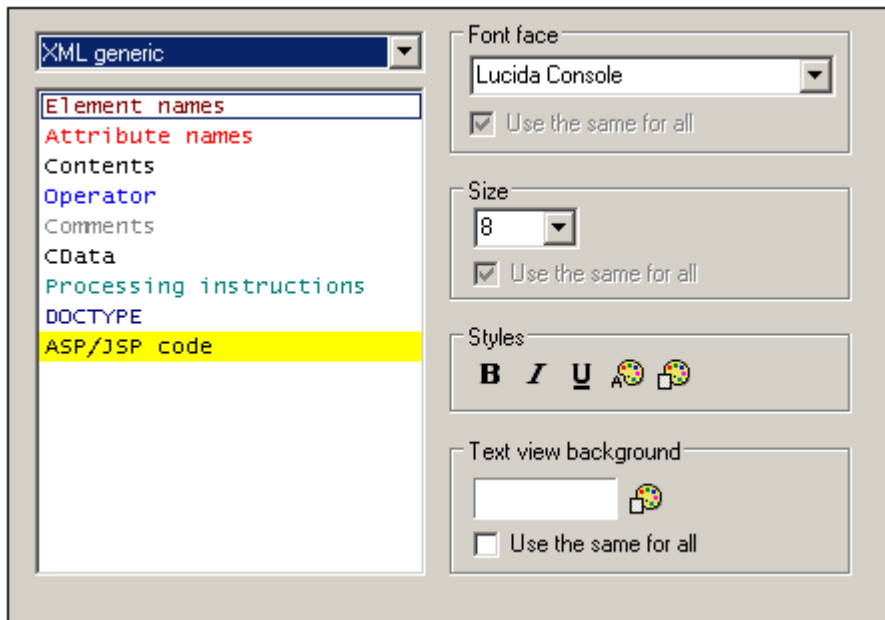 XML generic
Element names
Attribute names
Contents
Operator
Comments
CData
Processing instructions
DOCTYPE
ASP/JSP code
Font face
Lucida Console
Use the same for all
Size
8
Use the same for all
Styles
B I U A
Text view background
Use the same for all